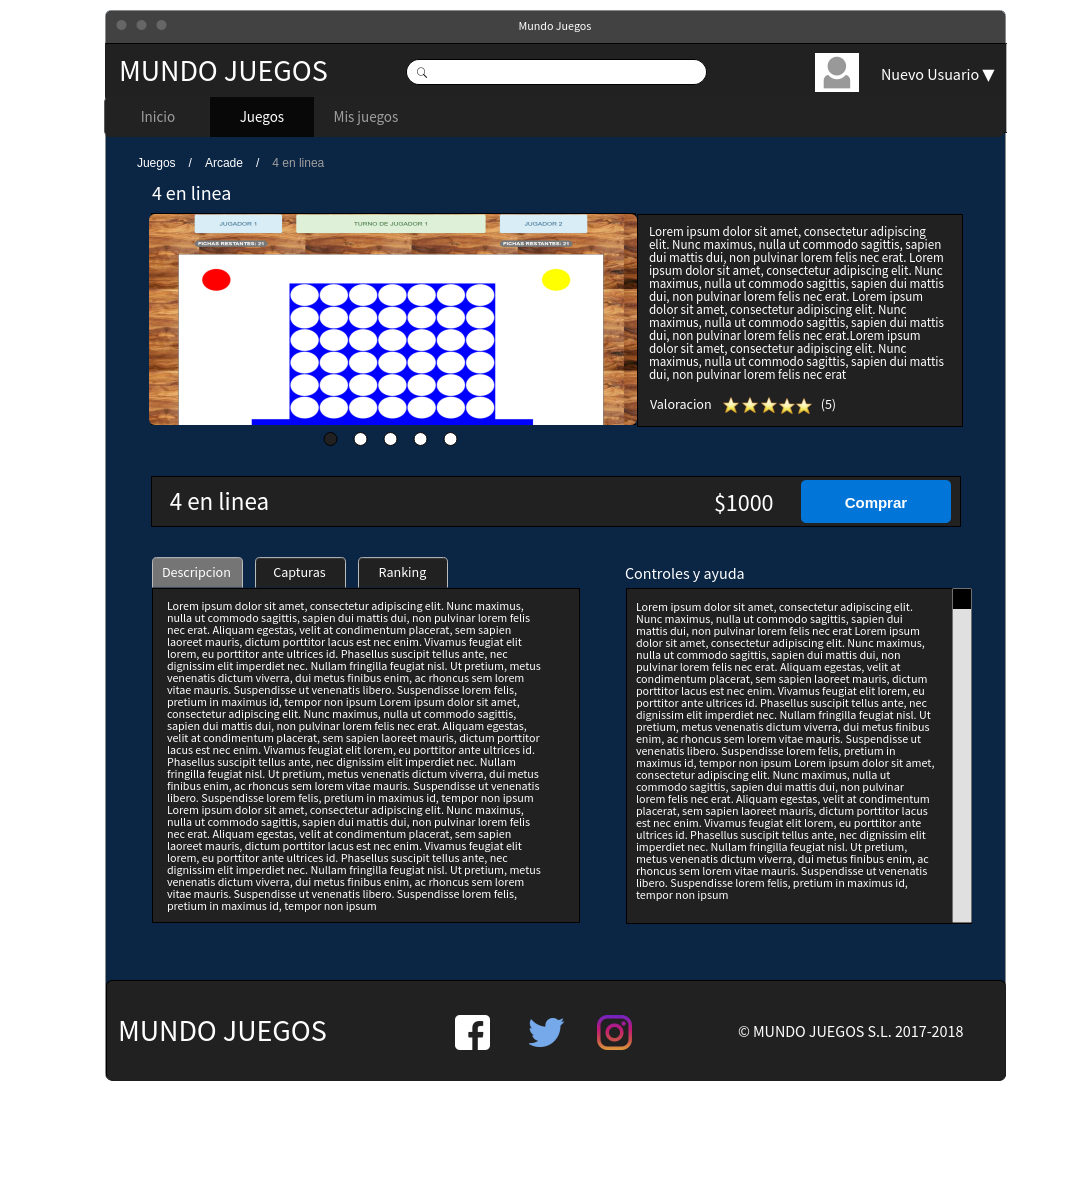 Mundo Juegos
MUNDO JUEGOS
Nuevo Usuario ▼
Inicio
Juegos
Mis juegos
Juegos / Arcade / 4 en linea
4 en linea
JUGADOR 1
TURNO DE JUGADOR 1
JUGADOR 2
FICHAS RESTANTES: 21
FICHAS RESTANTES: 21
Lorem ipsum dolor sit amet, consectetur adipiscing
elit. Nunc maximus, nulla ut commodo sagittis, sapien
dui mattis dui, non pulvinar lorem felis nec erat. Lorem
ipsum dolor sit amet, consectetur adipiscing elit. Nunc
maximus, nulla ut commodo sagittis, sapien dui mattis
dui, non pulvinar lorem felis nec erat. Lorem ipsum
dolor sit amet, consectetur adipiscing elit. Nunc
maximus, nulla ut commodo sagittis, sapien dui mattis
dui, non pulvinar lorem felis nec erat.Lorem ipsum
dolor sit amet, consectetur adipiscing elit. Nunc
maximus, nulla ut commodo sagittis, sapien dui mattis
dui, non pulvinar lorem felis nec erat
Valoracion (5)
4 en linea
$1000
Comprar
Descripcion
Capturas
Ranking
Lorem ipsum dolor sit amet, consectetur adipiscing elit. Nunc maximus,
nulla ut commodo sagittis, sapien dui mattis dui, non pulvinar lorem felis
nec erat. Aliquam egestas, velit at condimentum placerat, sem sapien
laoreet mauris, dictum porttitor lacus est nec enim. Vivamus feugiat elit
lorem, eu porttitor ante ultrices id. Phasellus suscipit tellus ante, nec
dignissim elit imperdiet nec. Nullam fringilla feugiat nisl. Ut pretium, metus
venenatis dictum viverra, dui metus finibus enim, ac rhoncus sem lorem
vitae mauris. Suspendisse ut venenatis libero. Suspendisse lorem felis,
pretium in maximus id, tempor non ipsum Lorem ipsum dolor sit amet,
consectetur adipiscing elit. Nunc maximus, nulla ut commodo sagittis,
sapien dui mattis dui, non pulvinar lorem felis nec erat. Aliquam egestas,
velit at condimentum placerat, sem sapien laoreet mauris, dictum porttitor
lacus est nec enim. Vivamus feugiat elit lorem, eu porttitor ante ultrices id.
Phasellus suscipit tellus ante, nec dignissim elit imperdiet nec. Nullam
fringilla feugiat nisl. Ut pretium, metus venenatis dictum viverra, dui metus
finibus enim, ac rhoncus sem lorem vitae mauris. Suspendisse ut venenatis
libero. Suspendisse lorem felis, pretium in maximus id, tempor non ipsum
Lorem ipsum dolor sit amet, consectetur adipiscing elit. Nunc maximus,
nulla ut commodo sagittis, sapien dui mattis dui, non pulvinar lorem felis
nec erat. Aliquam egestas, velit at condimentum placerat, sem sapien
laoreet mauris, dictum porttitor lacus est nec enim. Vivamus feugiat elit
lorem, eu porttitor ante ultrices id. Phasellus suscipit tellus ante, nec
dignissim elit imperdiet nec. Nullam fringilla feugiat nisl. Ut pretium, metus
venenatis dictum viverra, dui metus finibus enim, ac rhoncus sem lorem
vitae mauris. Suspendisse ut venenatis libero. Suspendisse lorem felis,
pretium in maximus id, tempor non ipsum
Controles y ayuda
Lorem ipsum dolor sit amet, consectetur adipiscing elit.
Nunc maximus, nulla ut commodo sagittis, sapien dui
mattis dui, non pulvinar lorem felis nec erat Lorem ipsum
dolor sit amet, consectetur adipiscing elit. Nunc maximus,
nulla ut commodo sagittis, sapien dui mattis dui, non
pulvinar lorem felis nec erat. Aliquam egestas, velit at
condimentum placerat, sem sapien laoreet mauris, dictum
porttitor lacus est nec enim. Vivamus feugiat elit lorem, eu
porttitor ante ultrices id. Phasellus suscipit tellus ante, nec
dignissim elit imperdiet nec. Nullam fringilla feugiat nisl. Ut
pretium, metus venenatis dictum viverra, dui metus finibus
enim, ac rhoncus sem lorem vitae mauris. Suspendisse ut
venenatis libero. Suspendisse lorem felis, pretium in
maximus id, tempor non ipsum Lorem ipsum dolor sit amet,
consectetur adipiscing elit. Nunc maximus, nulla ut
commodo sagittis, sapien dui mattis dui, non pulvinar
lorem felis nec erat. Aliquam egestas, velit at condimentum
placerat, sem sapien laoreet mauris, dictum porttitor lacus
est nec enim. Vivamus feugiat elit lorem, eu porttitor ante
ultrices id. Phasellus suscipit tellus ante, nec dignissim elit
imperdiet nec. Nullam fringilla feugiat nisl. Ut pretium,
metus venenatis dictum viverra, dui metus finibus enim, ac
rhoncus sem lorem vitae mauris. Suspendisse ut venenatis
libero. Suspendisse lorem felis, pretium in maximus id,
tempor non ipsum
MUNDO JUEGOS
© MUNDO JUEGOS S.L. 2017-2018